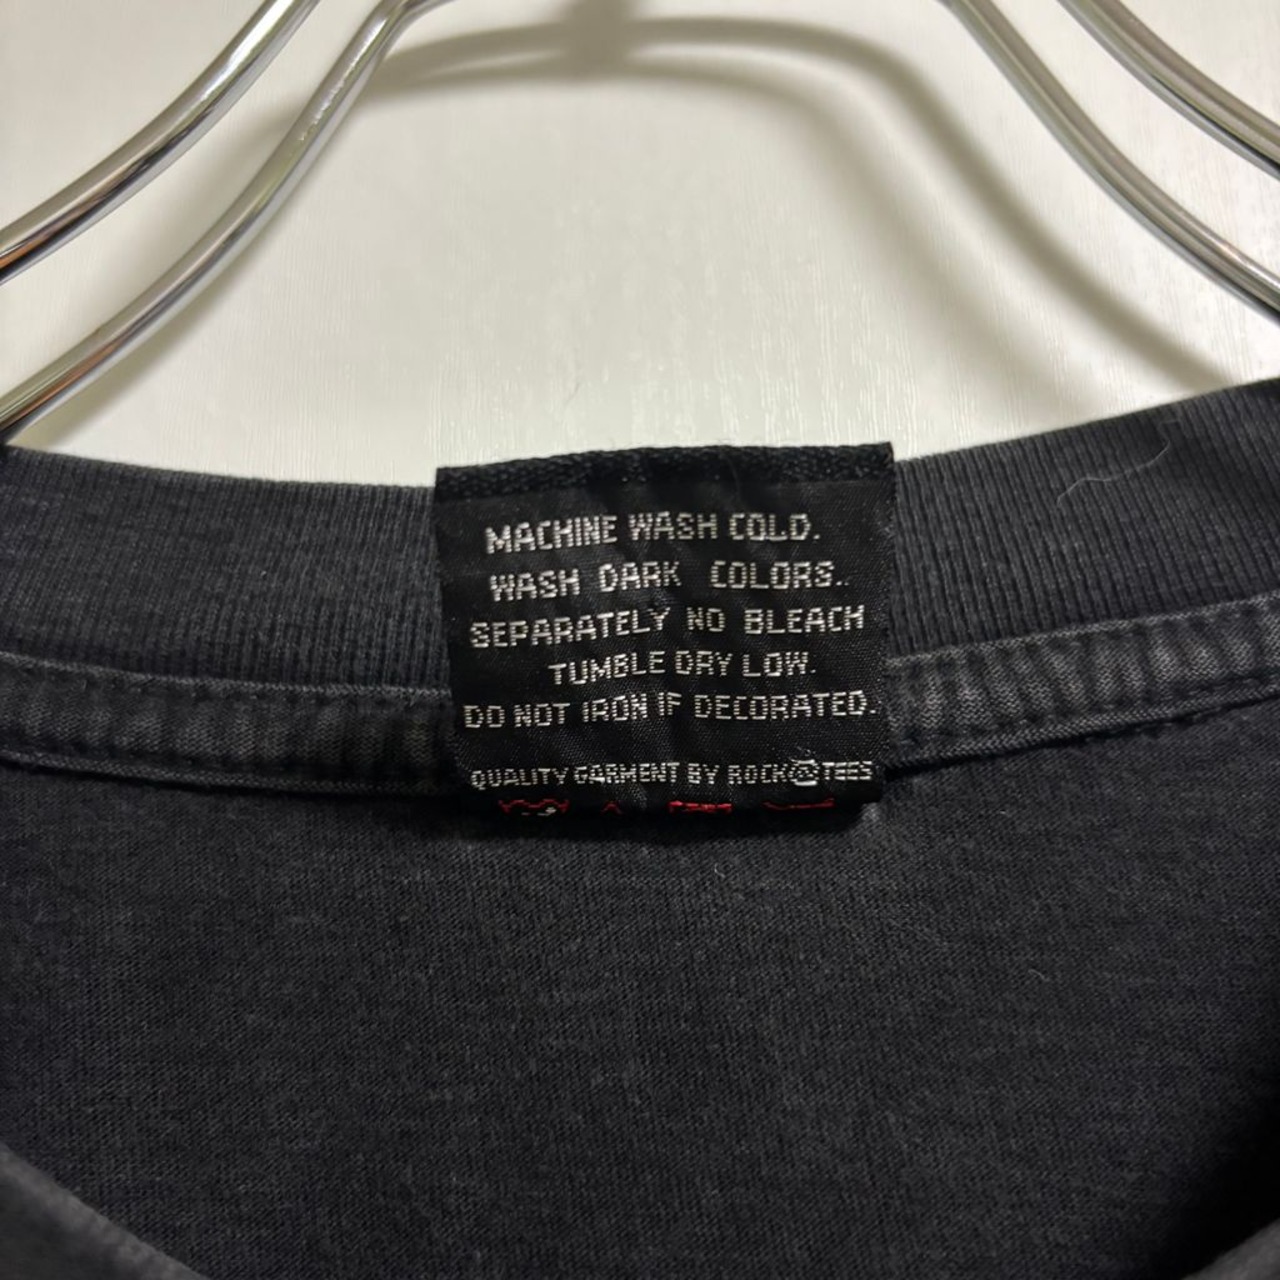 MACHINE WASH COLD.
WASH DARK COLORS..
SEPARATELY NO BLEACH
TUMBLE DRY LOW.
DO NOT IRON IF DECORATED.
QUALITY GARMENT BY ROCK TEES